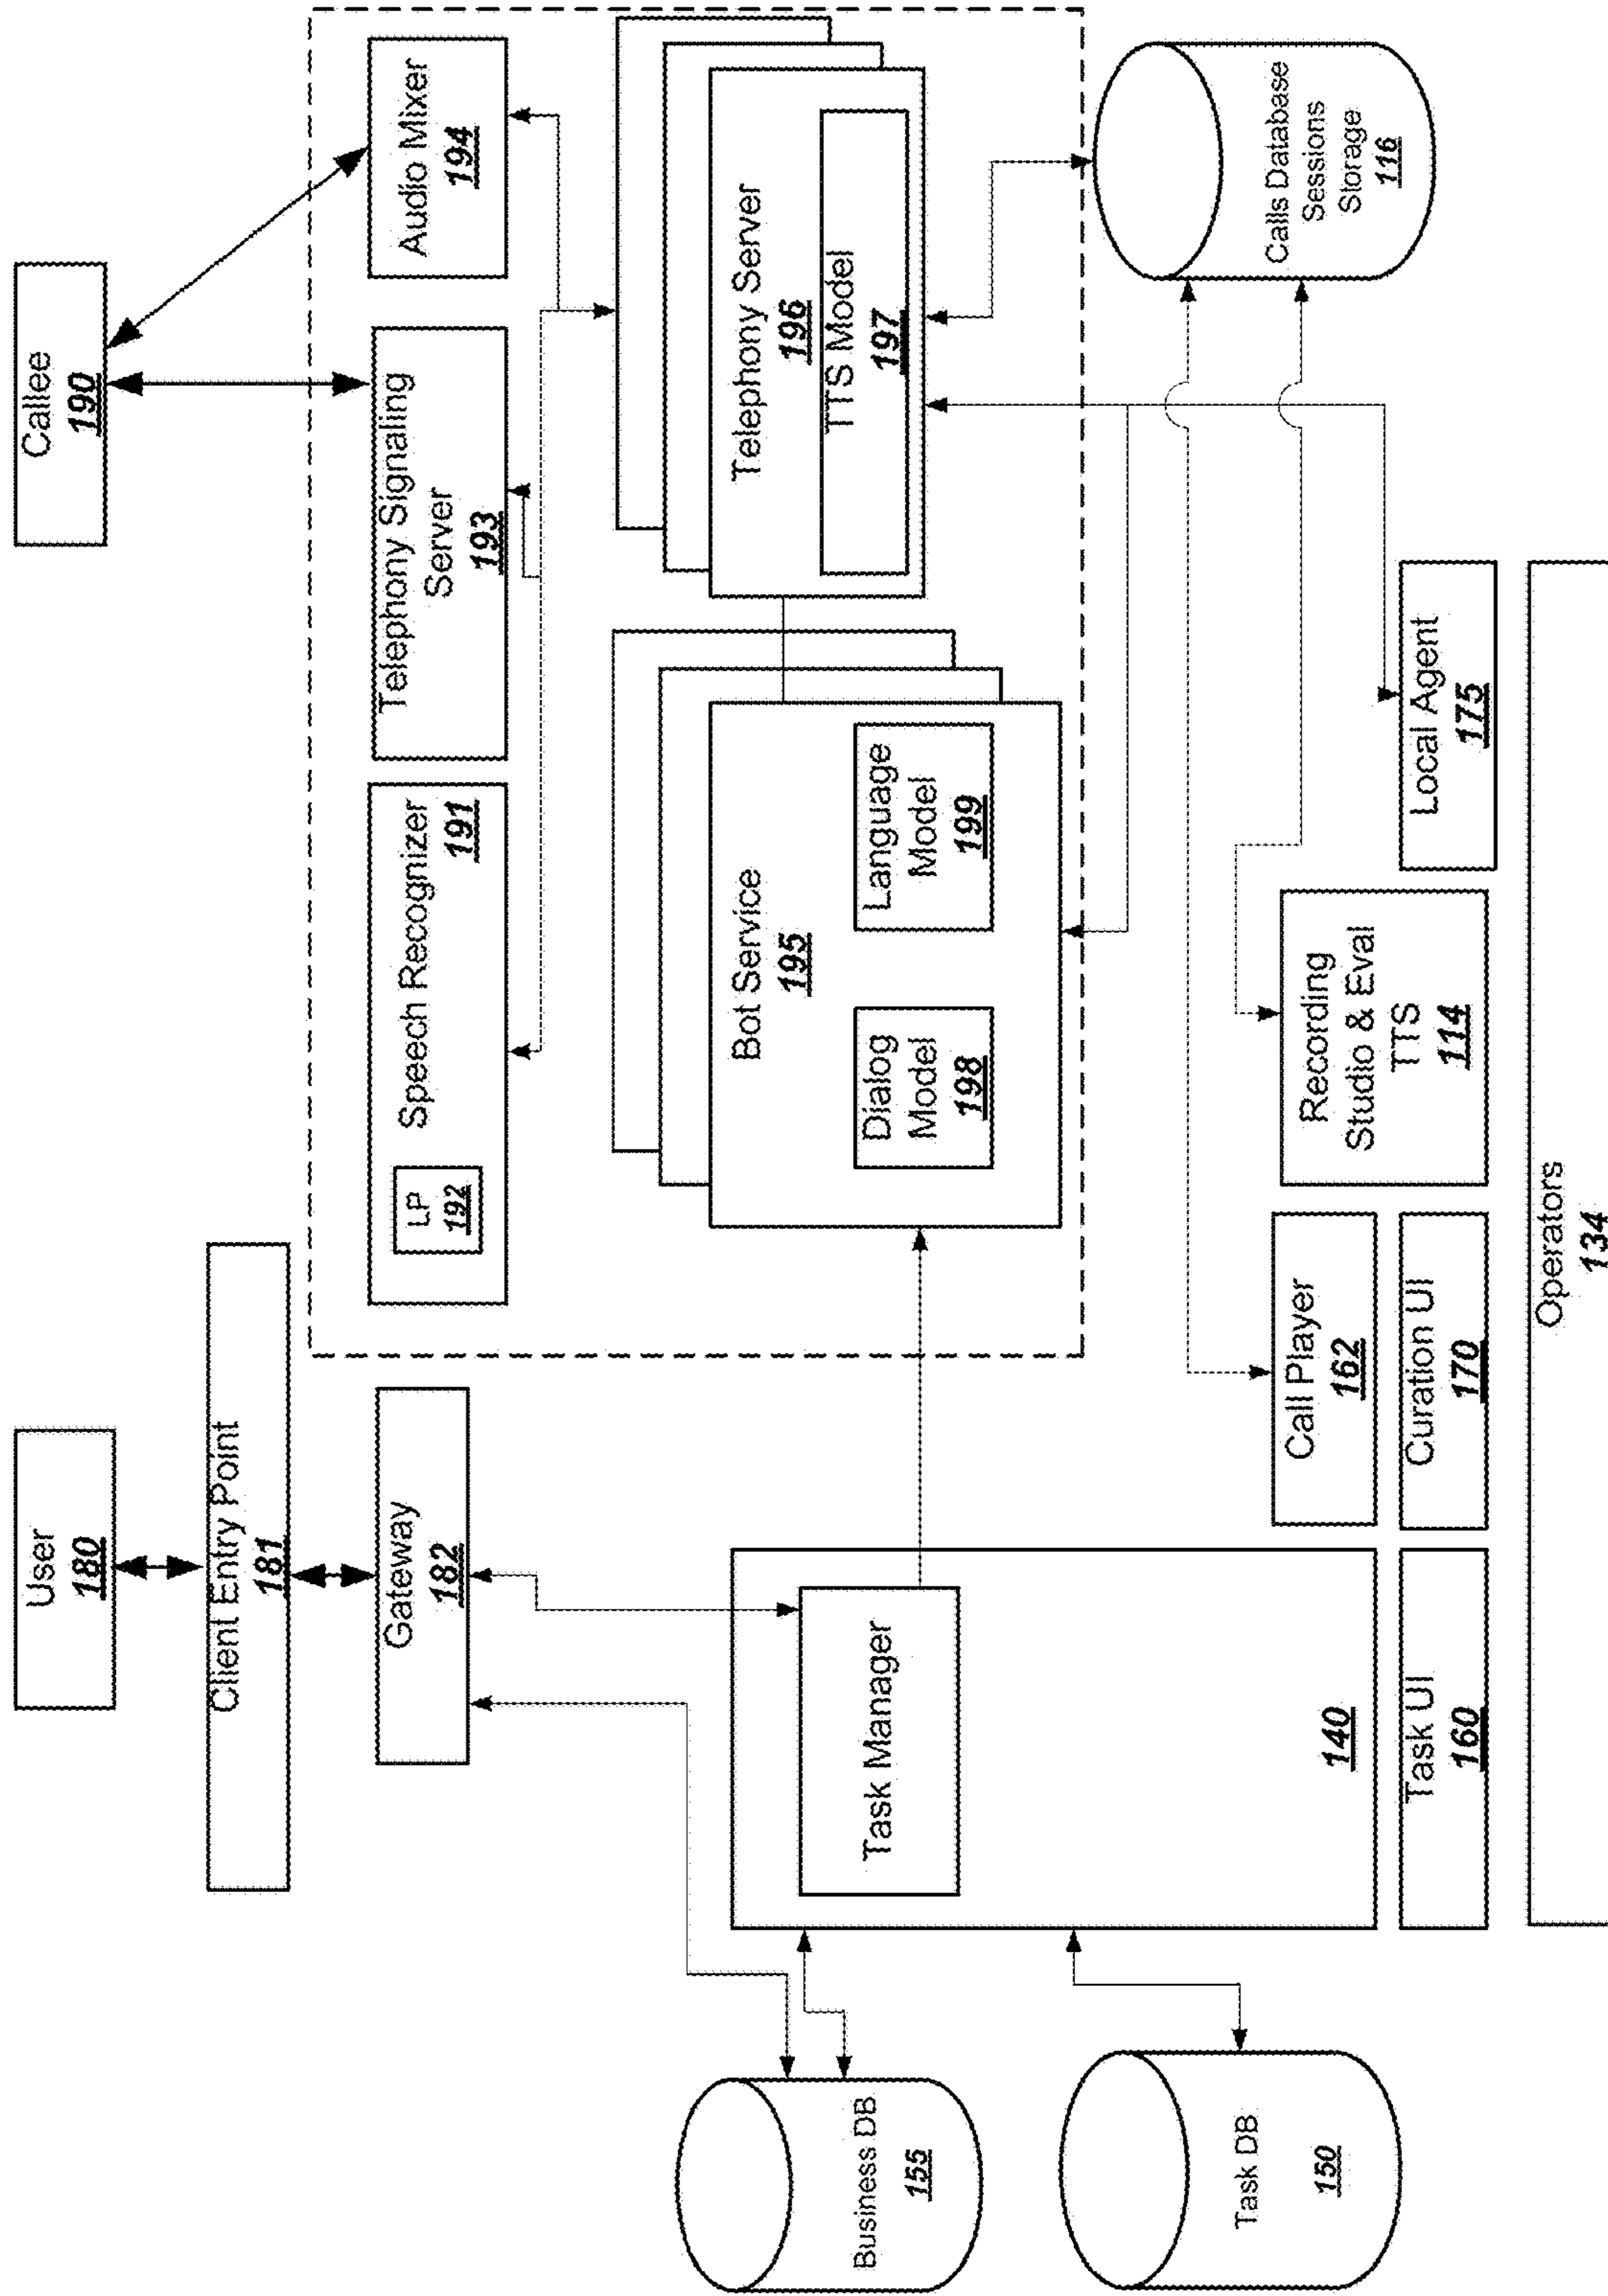 User
180
Callee
190
Client Entry Point
181
Gateway
182
LP
192
Speech Recognizer
191
Telephony Signaling
Server
193
Audio Mixer
194
Bot Service
195
Dialog
Model
198
Language
Model
199
Telephony Server
196
TTS Model
197
Business DB
155
Task DB
150
Task Manager
140
Calls Database
Sessions
Storage
116
Call Player
162
Recording
Studio & Eval
TTS
114
Task UI
160
Curation UI
170
Local Agent
175
Operators
134